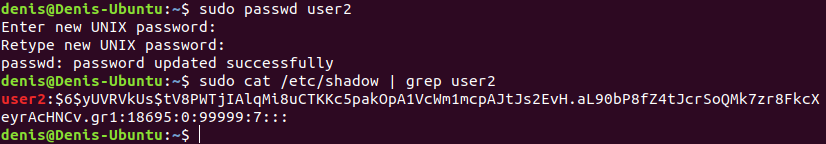 denis@Denis-Ubuntu:~$ sudo passwd user2
Enter new UNIX password:
Retype new UNIX password:
passwd: password updated successfully
denis@Denis-Ubuntu:~$ sudo cat /etc/shadow | grep user2
user2:$6$yUVRVkUs$tV8PWTjIAlqMi8uCTKKc5pakOpA1VcWm1mcpAJtJs2EvH.aL90bP8fZ4tJcrSoQMk7zr8FkcX
eyrAcHNCv.gr1:18695:0:99999:7:::
denis@Denis-Ubuntu:~$